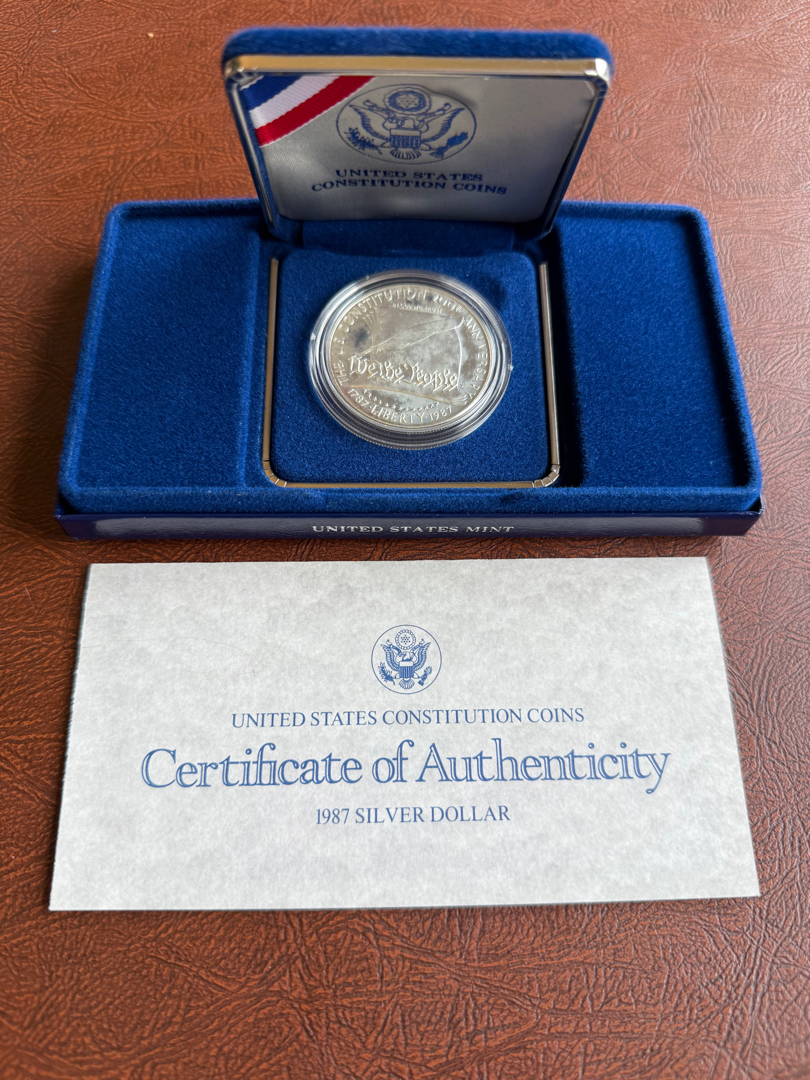 UNITED STATES
CONSTITUTION COINS
THE U.S. CONSTITUTION 200TH ANNIVERSARY
We the People
1787 LIBERTY 1987
UNITED STATES MINT
UNITED STATES CONSTITUTION COINS
Certificate of Authenticity
1987 SILVER DOLLAR